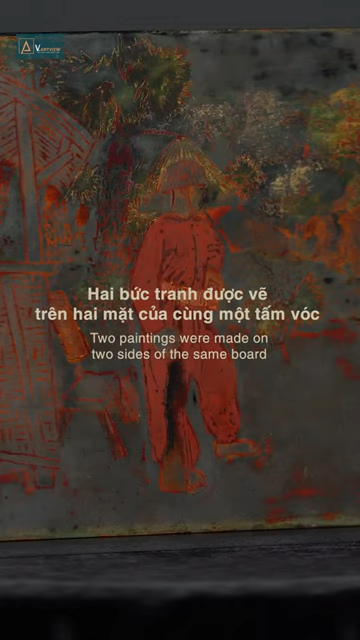 V.ARTVIEW
Hai bức tranh được vẽ
trên hai mặt của cùng một tấm vóc
Two paintings were made on
two sides of the same board